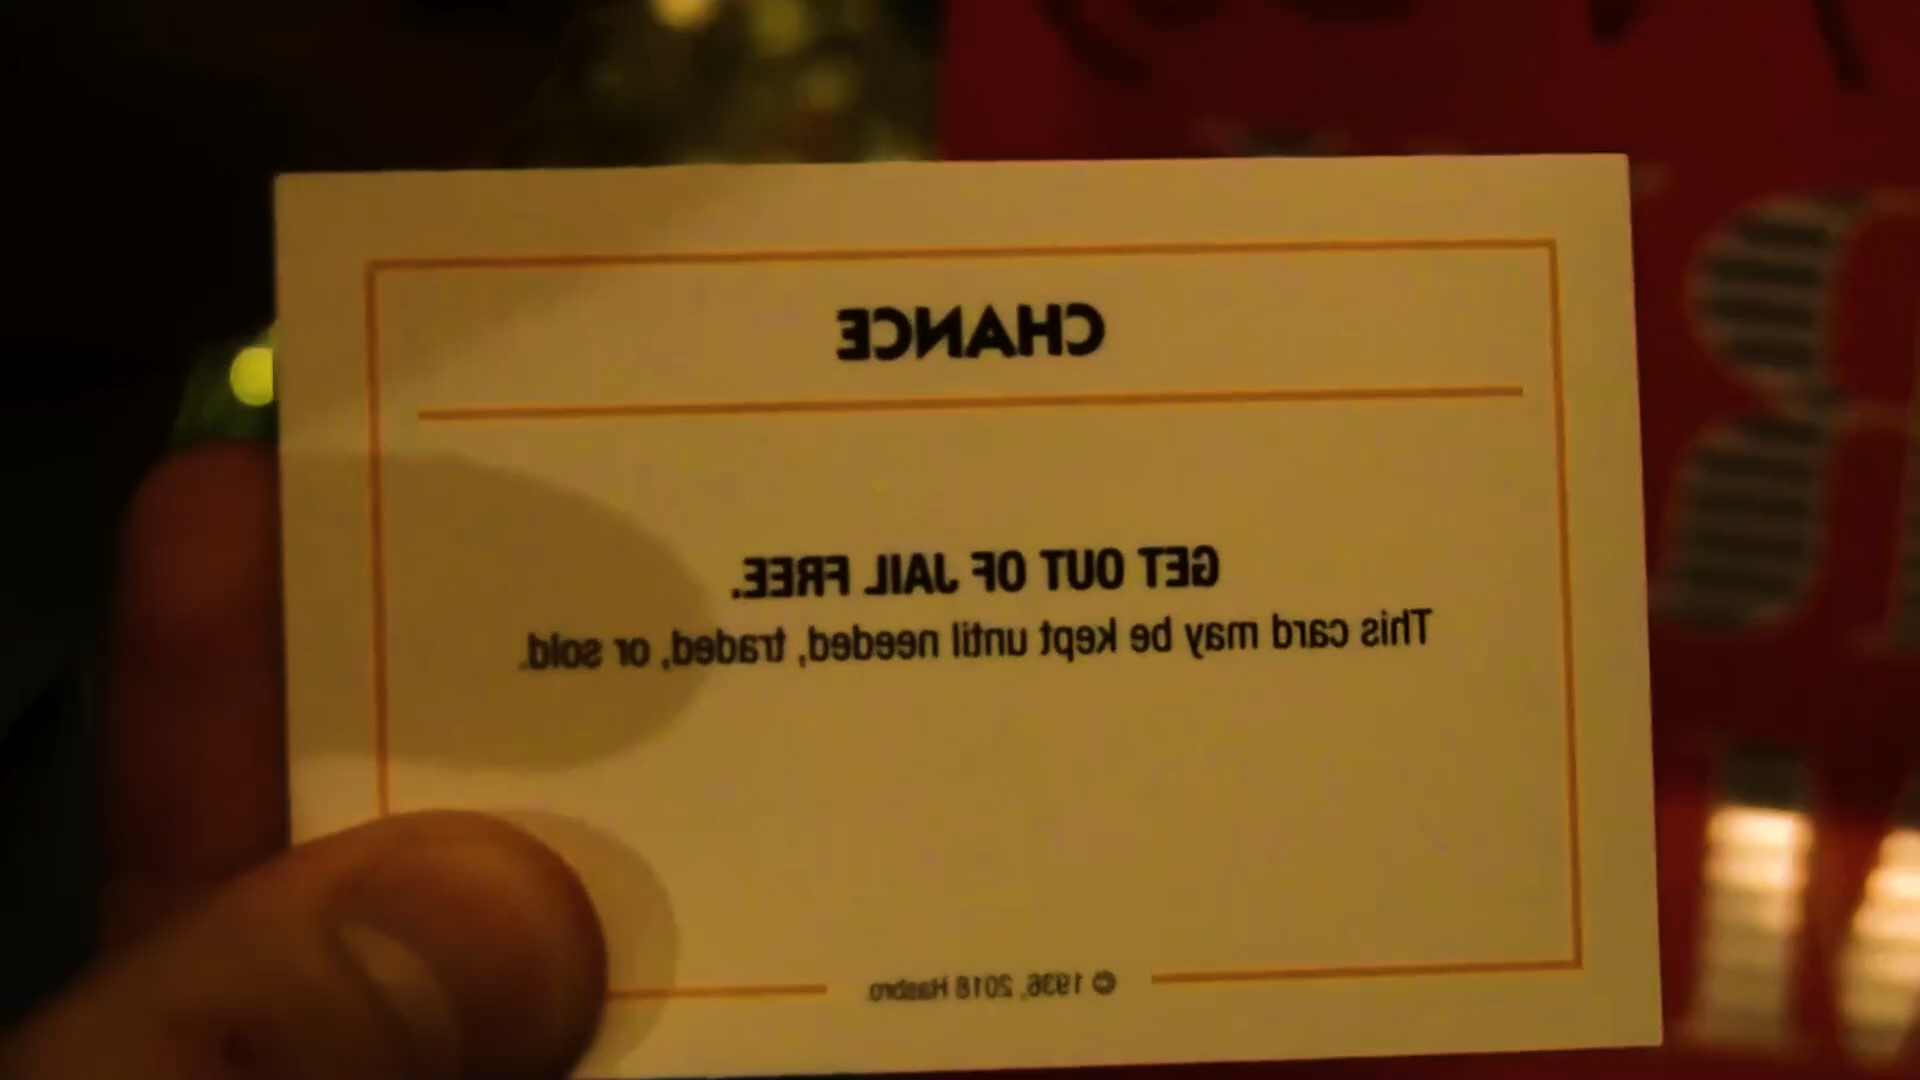 CHANCE
GET OUT OF JAIL FREE.
This card may be kept until needed, traded, or sold.
© 1936, 2018 Hasbro